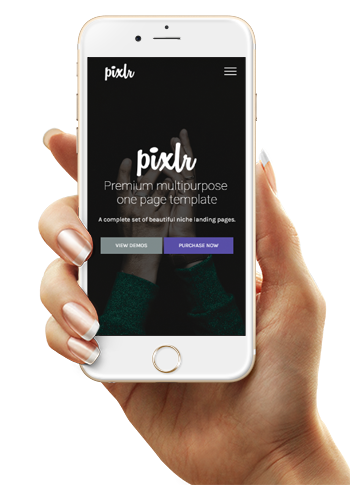 pixlr
pixlr
Premium multipurpose
one page template
A complete set of beautiful niche landing pages.
VIEW DEMOS
PURCHASE NOW